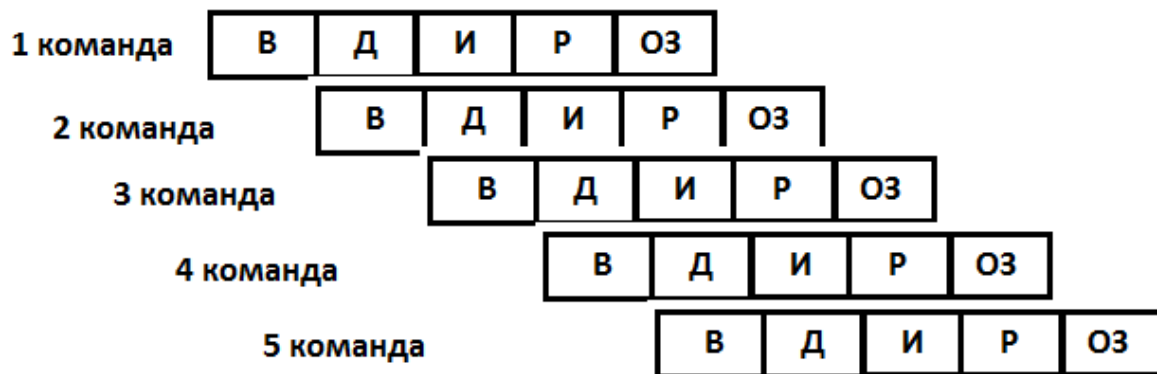 1 команда В Д И Р ОЗ
2 команда В Д И Р ОЗ
3 команда В Д И Р ОЗ
4 команда В Д И Р ОЗ
5 команда В Д И Р ОЗ